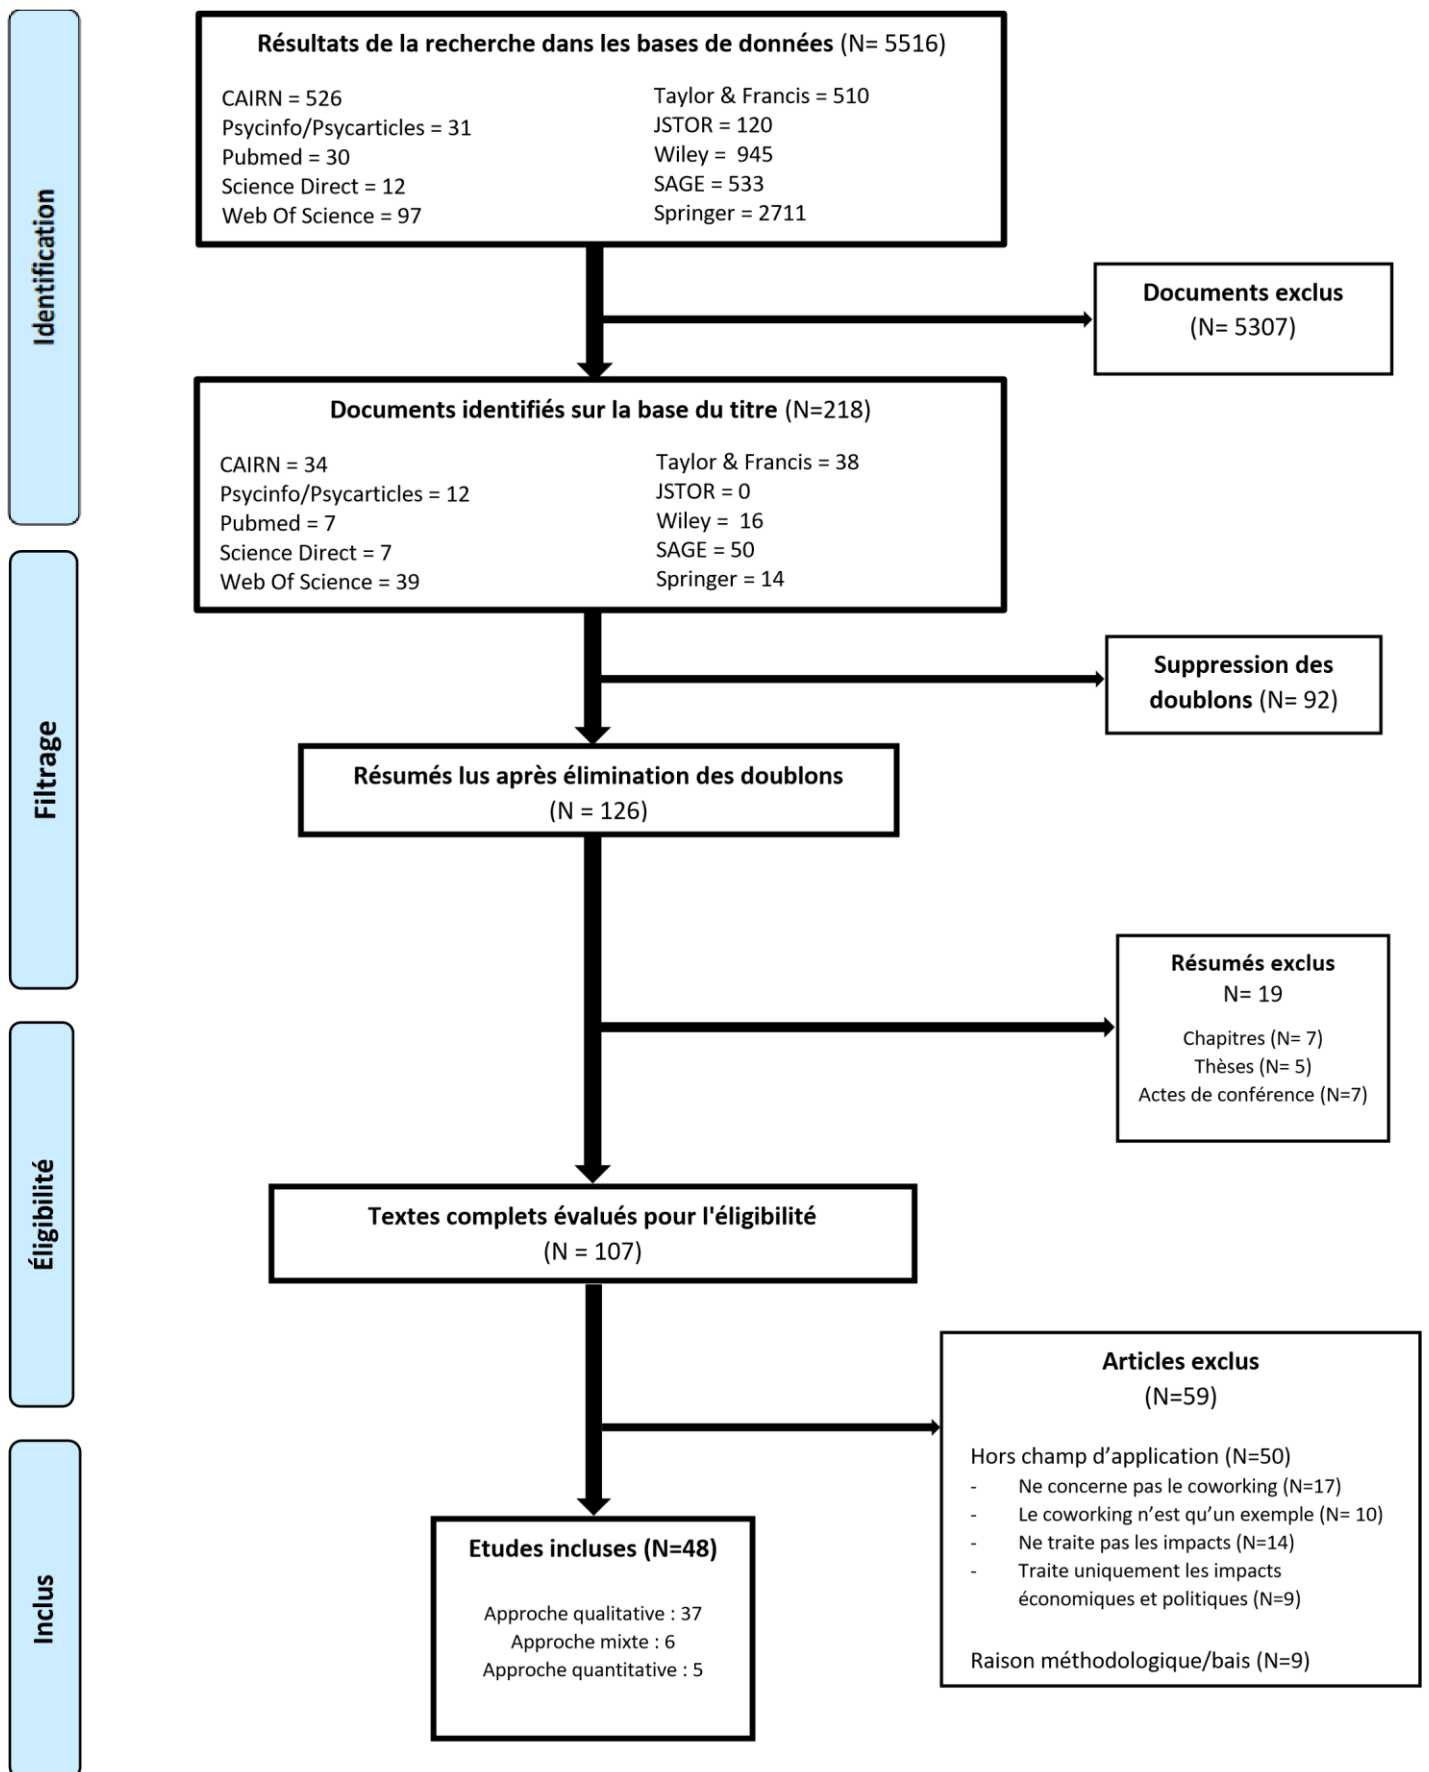 Identification
Résultats de la recherche dans les bases de données (N= 5516)
CAIRN = 526
Psycinfo/Psycarticles = 31
Pubmed = 30
Science Direct = 12
Web Of Science = 97
Taylor & Francis = 510
JSTOR = 120
Wiley =  945
SAGE = 533
Springer = 2711
Documents exclus
(N= 5307)
Documents identifiés sur la base du titre (N=218)
CAIRN = 34
Psycinfo/Psycarticles = 12
Pubmed = 7
Science Direct = 7
Web Of Science = 39
Taylor & Francis = 38
JSTOR = 0
Wiley =  16
SAGE = 50
Springer = 14
Filtrage
Suppression des
doublons (N= 92)
Résumés lus après élimination des doublons
(N = 126)
Résumés exclus
N= 19
Chapitres (N= 7)
Thèses (N= 5)
Actes de conférence (N=7)
Éligibilité
Textes complets évalués pour l'éligibilité
(N = 107)
Articles exclus
(N=59)
Hors champ d’application (N=50)
- Ne concerne pas le coworking (N=17)
- Le coworking n’est qu’un exemple (N= 10)
- Ne traite pas les impacts (N=14)
- Traite uniquement les impacts
économiques et politiques (N=9)
Raison méthodologique/bais (N=9)
Inclus
Etudes incluses (N=48)
Approche qualitative : 37
Approche mixte : 6
Approche quantitative : 5